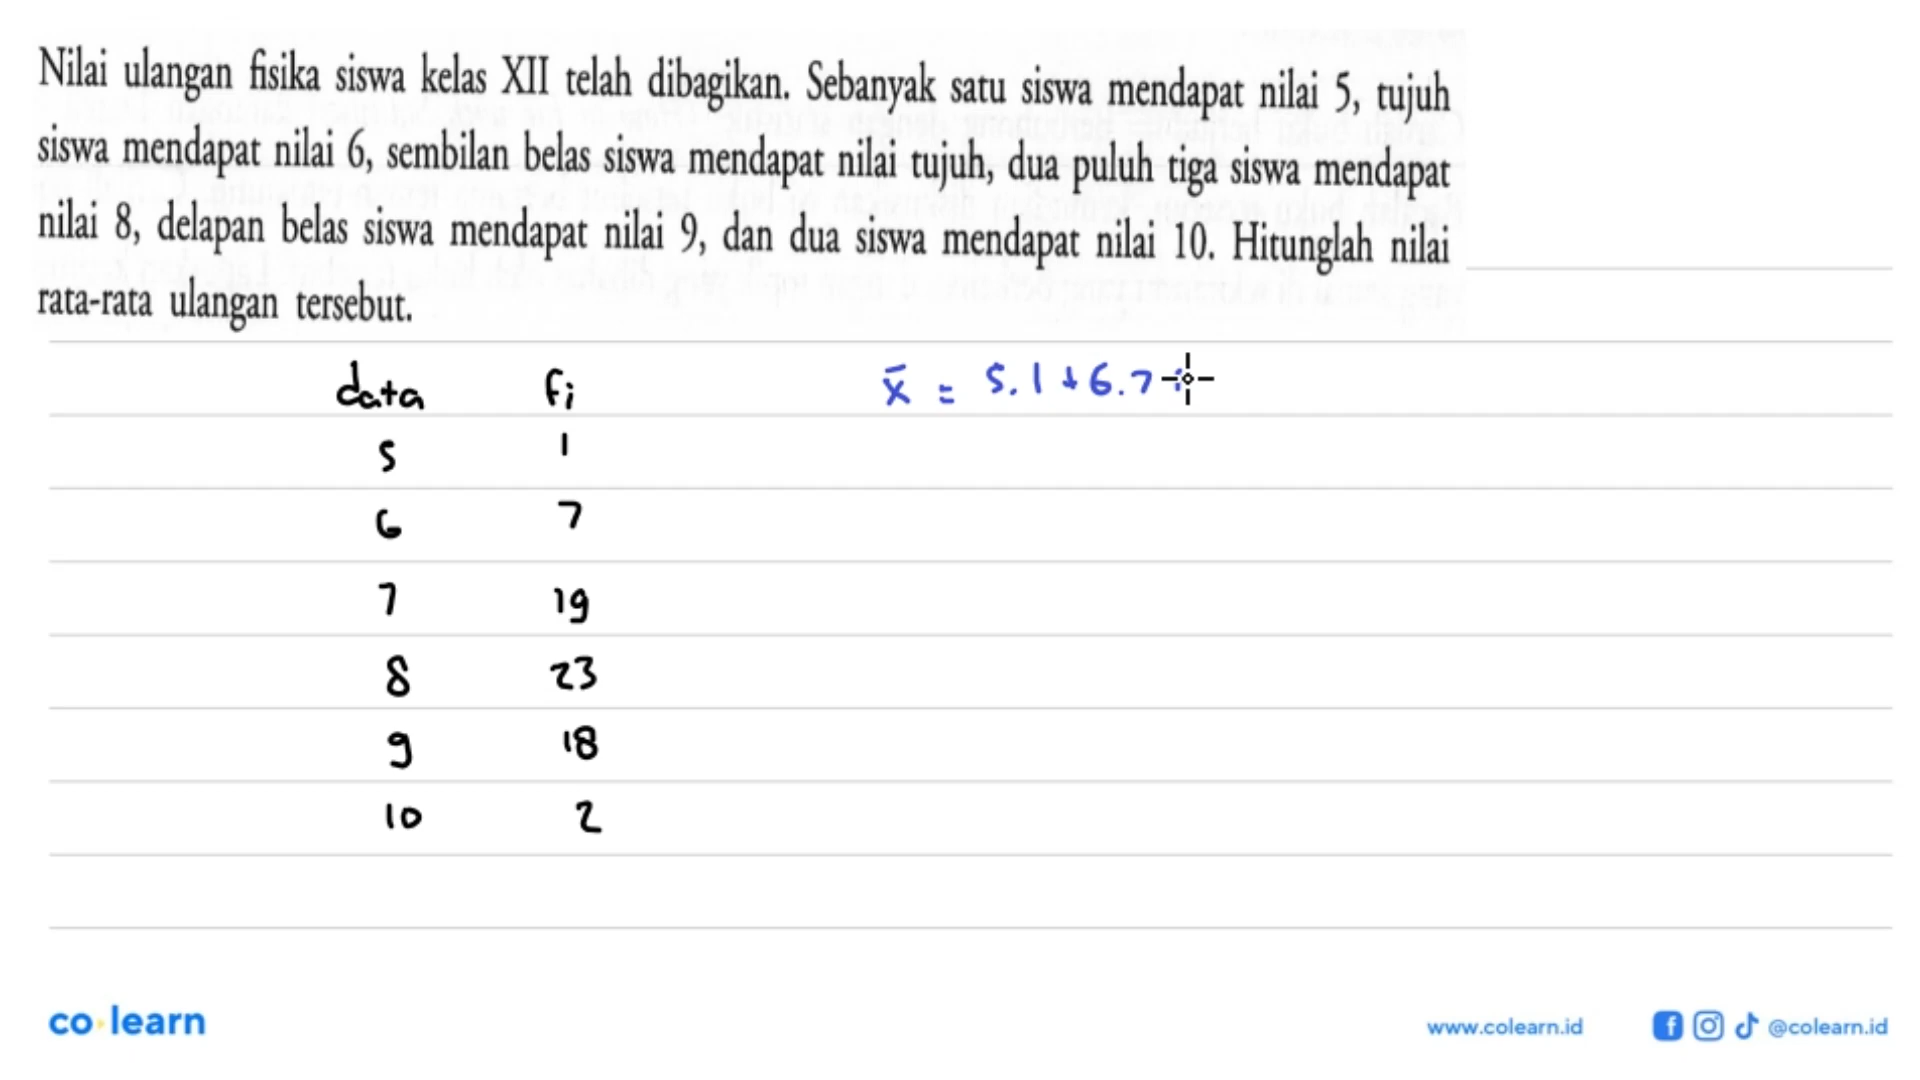 Nilai ulangan fisika siswa kelas XII telah dibagikan. Sebanyak satu siswa mendapat nilai 5, tujuh
siswa mendapat nilai 6, sembilan belas siswa mendapat nilai tujuh, dua puluh tiga siswa mendapat
nilai 8, delapan belas siswa mendapat nilai 9, dan dua siswa mendapat nilai 10. Hitunglah nilai
rata-rata ulangan tersebut.
data fi x̄ = 5.1+6.7
5 1
6 7
7 19
8 23
9 18
10 2
co learn www.colearn.id @colearn.id